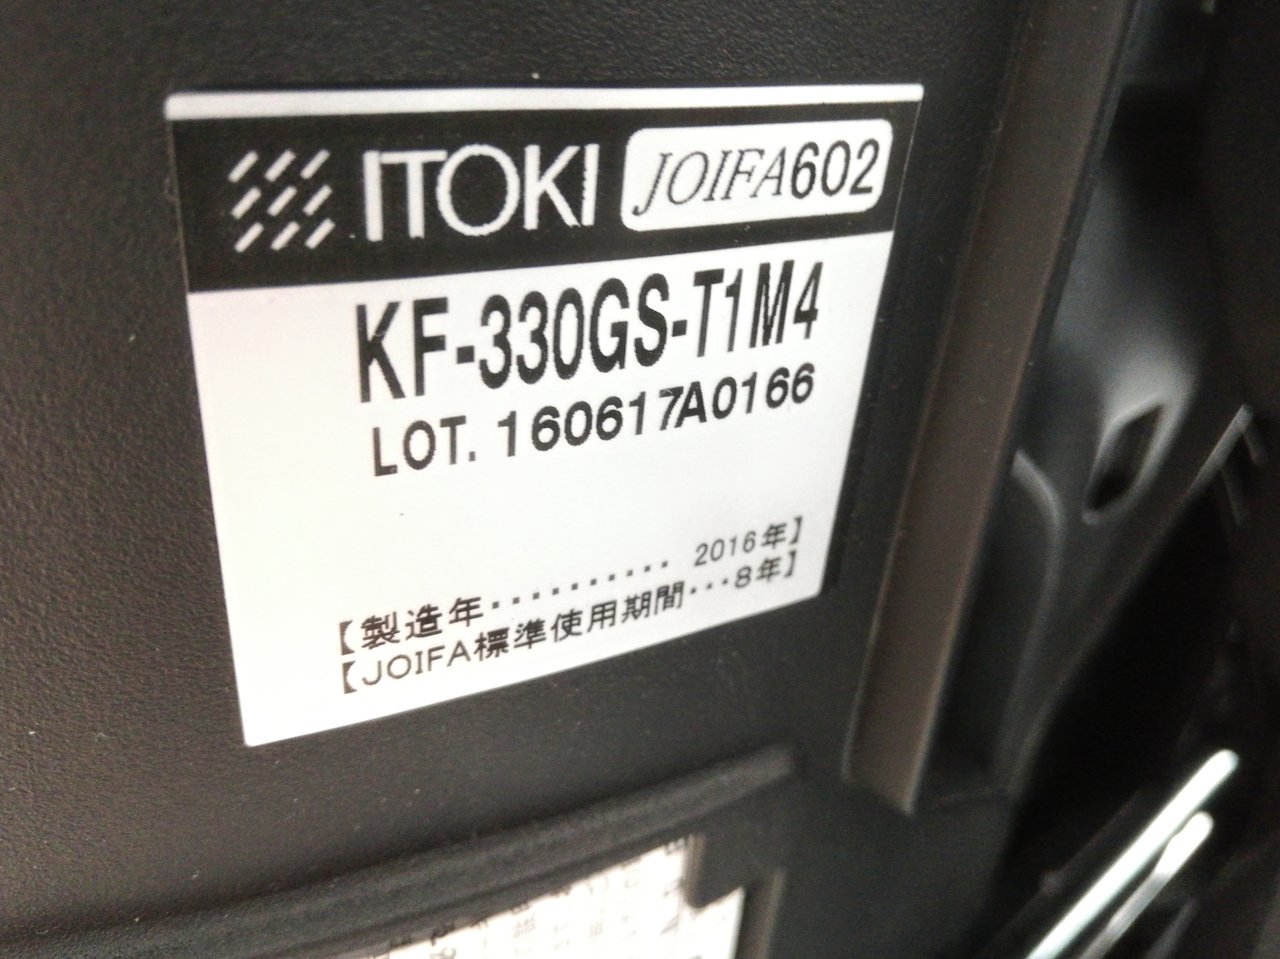 ITOKI JOIFA602
KF-330GS-T1M4
LOT. 160617A0166
【製造年・・・・・・・・・・ 2016年】
【JOIFA標準使用期間・・・8年】